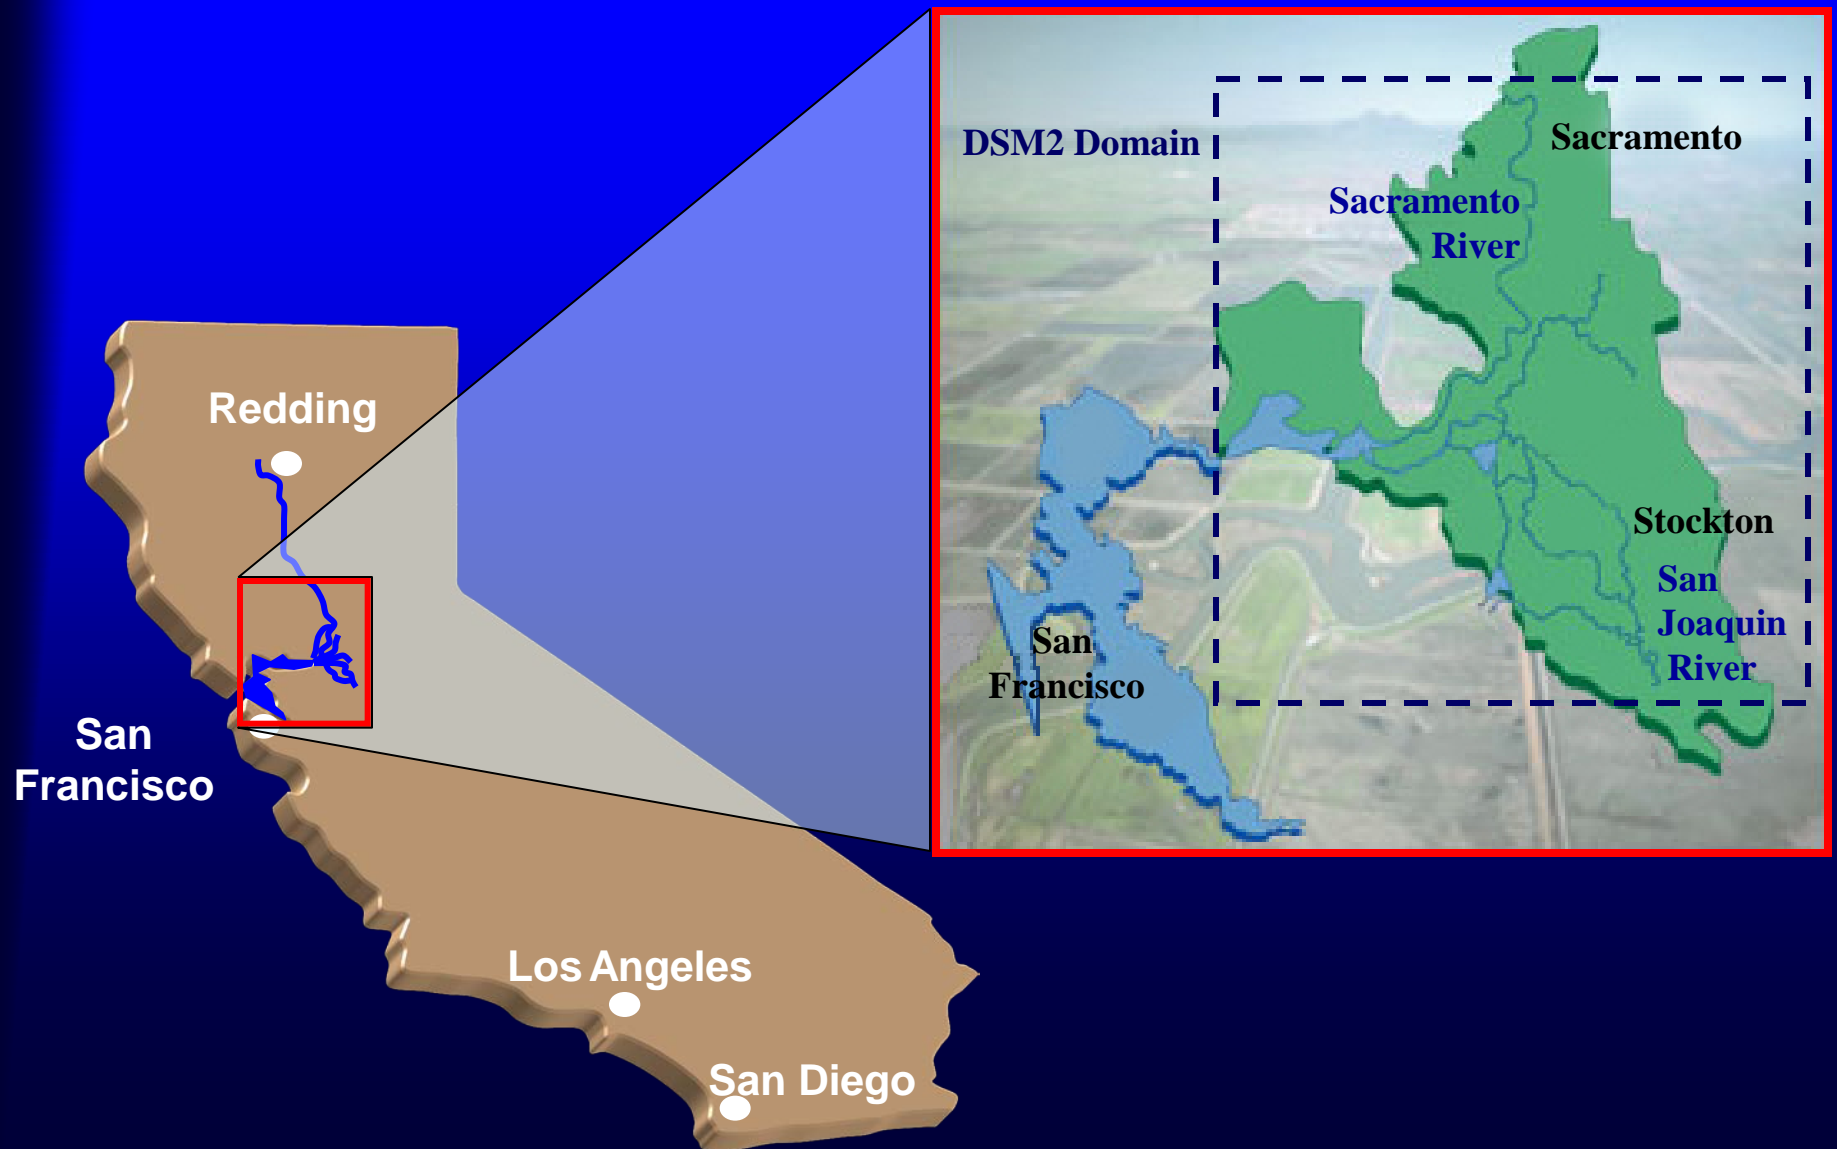 DSM2 Domain
Sacramento
Sacramento
River
Stockton
San
Joaquin
River
San
Francisco
Redding
San
Francisco
Los Angeles
San Diego